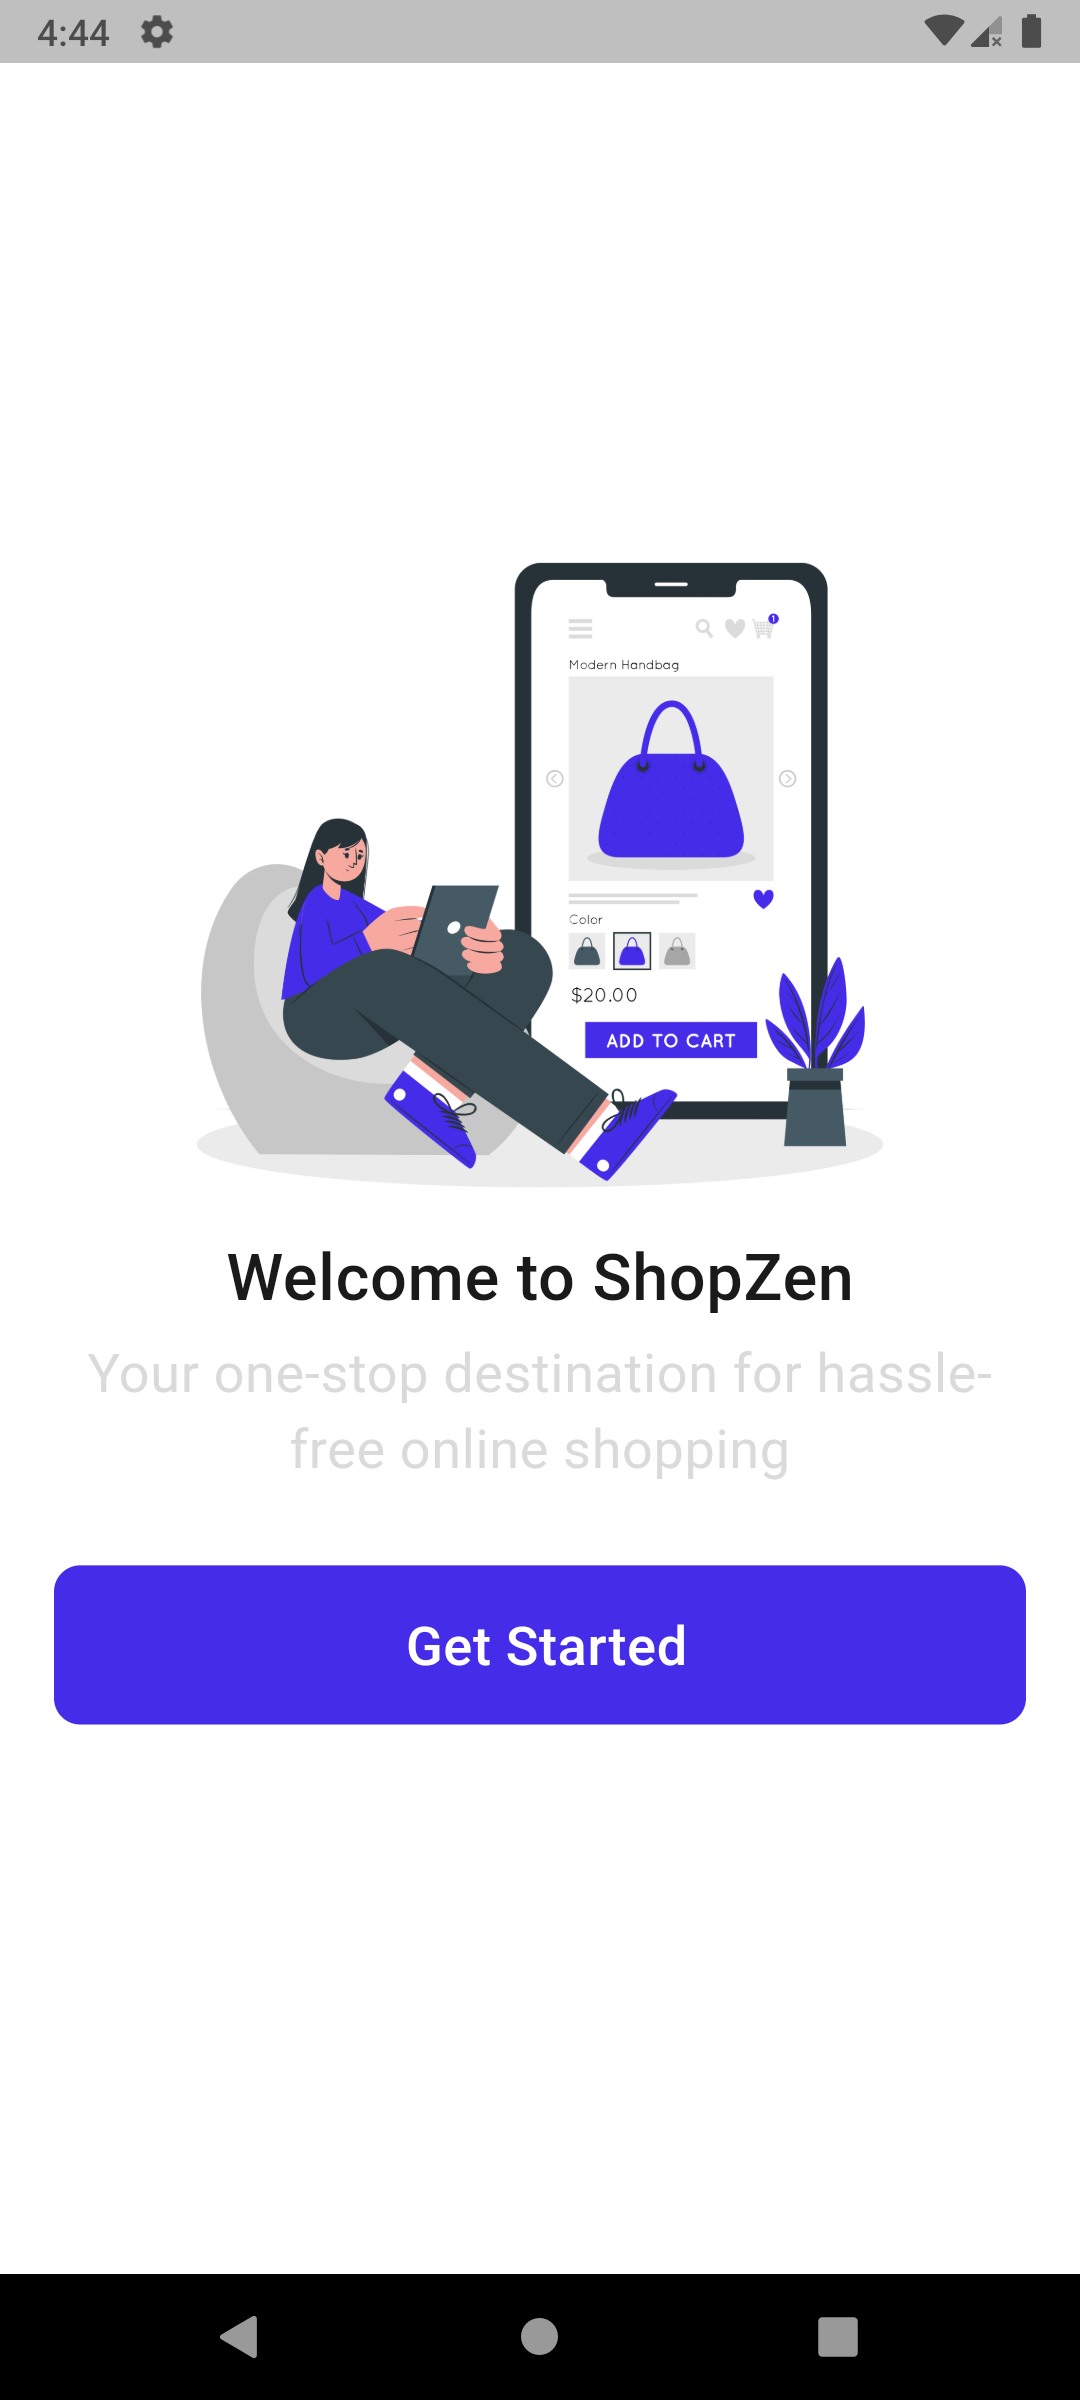 4:44
1
Modern Handbag
Color
$20.00
ADD TO CART
Welcome to ShopZen
Your one-stop destination for hassle-
free online shopping
Get Started